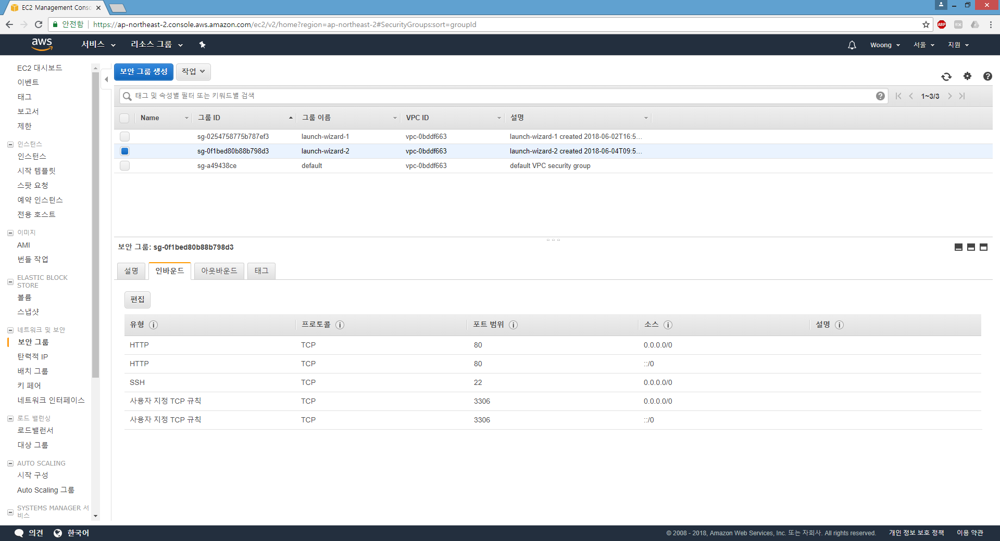 EC2 Management Conso
안전함 https://ap-northeast-2.console.aws.amazon.com/ec2/v2/home?region=ap-northeast-2#SecurityGroups:sort=groupId
ABP
aws 서비스 리소스 그룹 Woong 서울 지원
EC2 대시보드
이벤트
태그
보고서
제한
인스턴스
인스턴스
시작 템플릿
스팟 요청
예약 인스턴스
전용 호스트
이미지
AMI
번들 작업
ELASTIC BLOCK
STORE
볼륨
스냅샷
네트워크 및 보안
보안 그룹
탄력적 IP
배치 그룹
키 페어
네트워크 인터페이스
로드 밸런싱
로드밸런서
대상 그룹
AUTO SCALING
시작 구성
Auto Scaling 그룹
SYSTEMS MANAGER 서
비스
보안 그룹 생성 작업
태그 및 속성별 필터 또는 키워드별 검색 1~3/3
Name 그룹 ID 그룹 이름 VPC ID 설명
sg-0254758775b787ef3 launch-wizard-1 vpc-0bddf663 launch-wizard-1 created 2018-06-02T16:5...
sg-0f1bed80b88b798d3 launch-wizard-2 vpc-0bddf663 launch-wizard-2 created 2018-06-04T09:5...
sg-a49438ce default vpc-0bddf663 default VPC security group
보안 그룹: sg-0f1bed80b88b798d3
설명 인바운드 아웃바운드 태그
편집
유형 프로토콜 포트 범위 소스 설명
HTTP TCP 80 0.0.0.0/0
HTTP TCP 80 ::/0
SSH TCP 22 0.0.0.0/0
사용자 지정 TCP 규칙 TCP 3306 0.0.0.0/0
사용자 지정 TCP 규칙 TCP 3306 ::/0
의견 한국어 © 2008 - 2018, Amazon Web Services, Inc. 또는 자회사. All rights reserved. 개인 정보 보호 정책 이용 약관